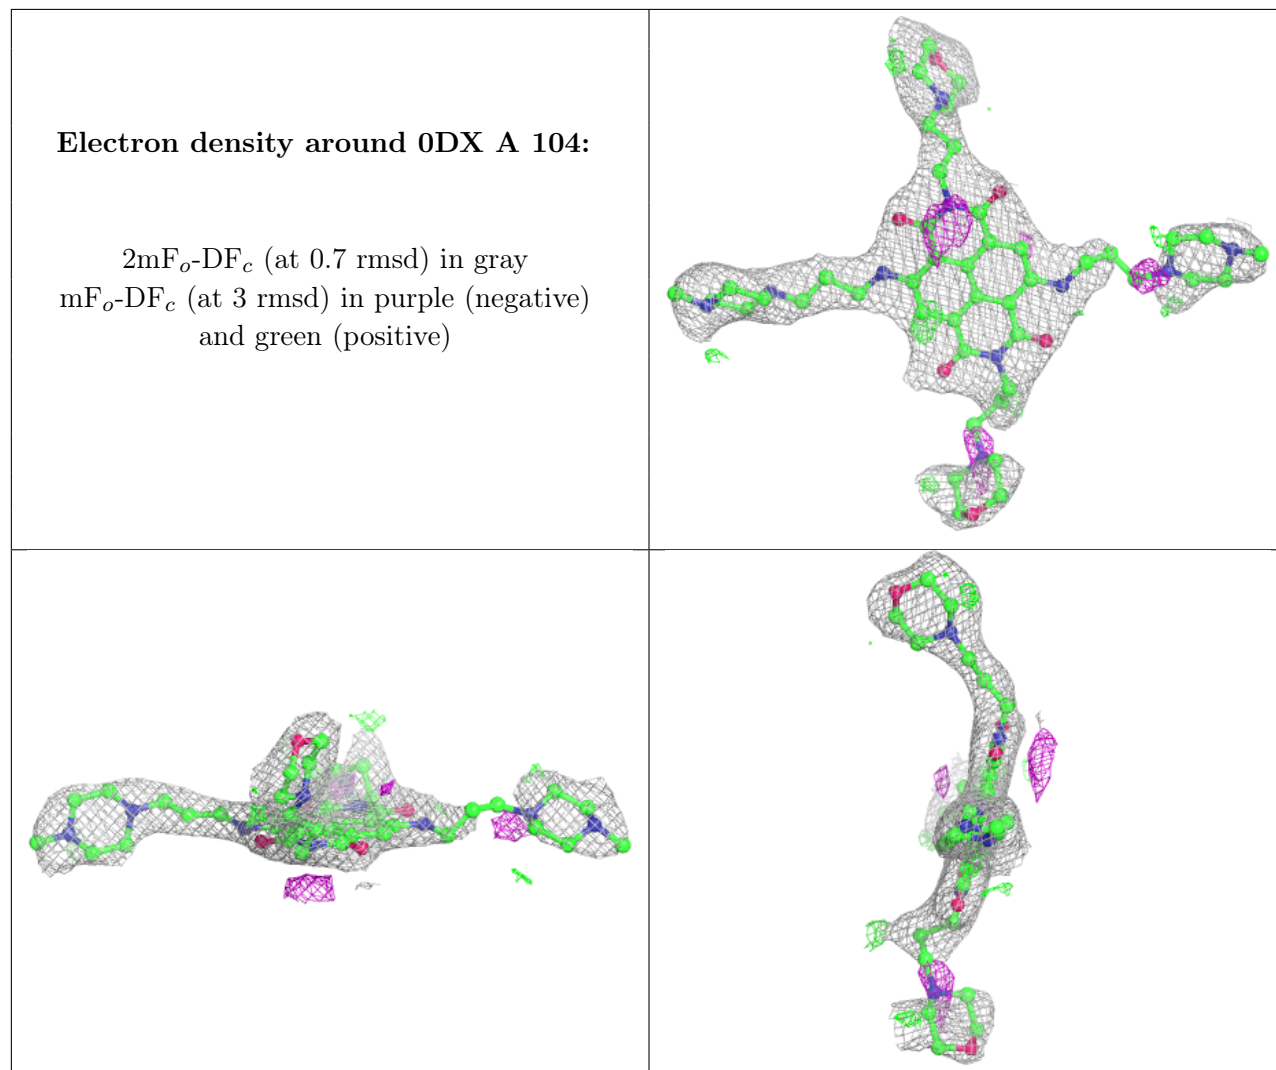 Electron density around 0DX A 104:
2mFo-DFc (at 0.7 rmsd) in gray
mFo-DFc (at 3 rmsd) in purple (negative)
and green (positive)